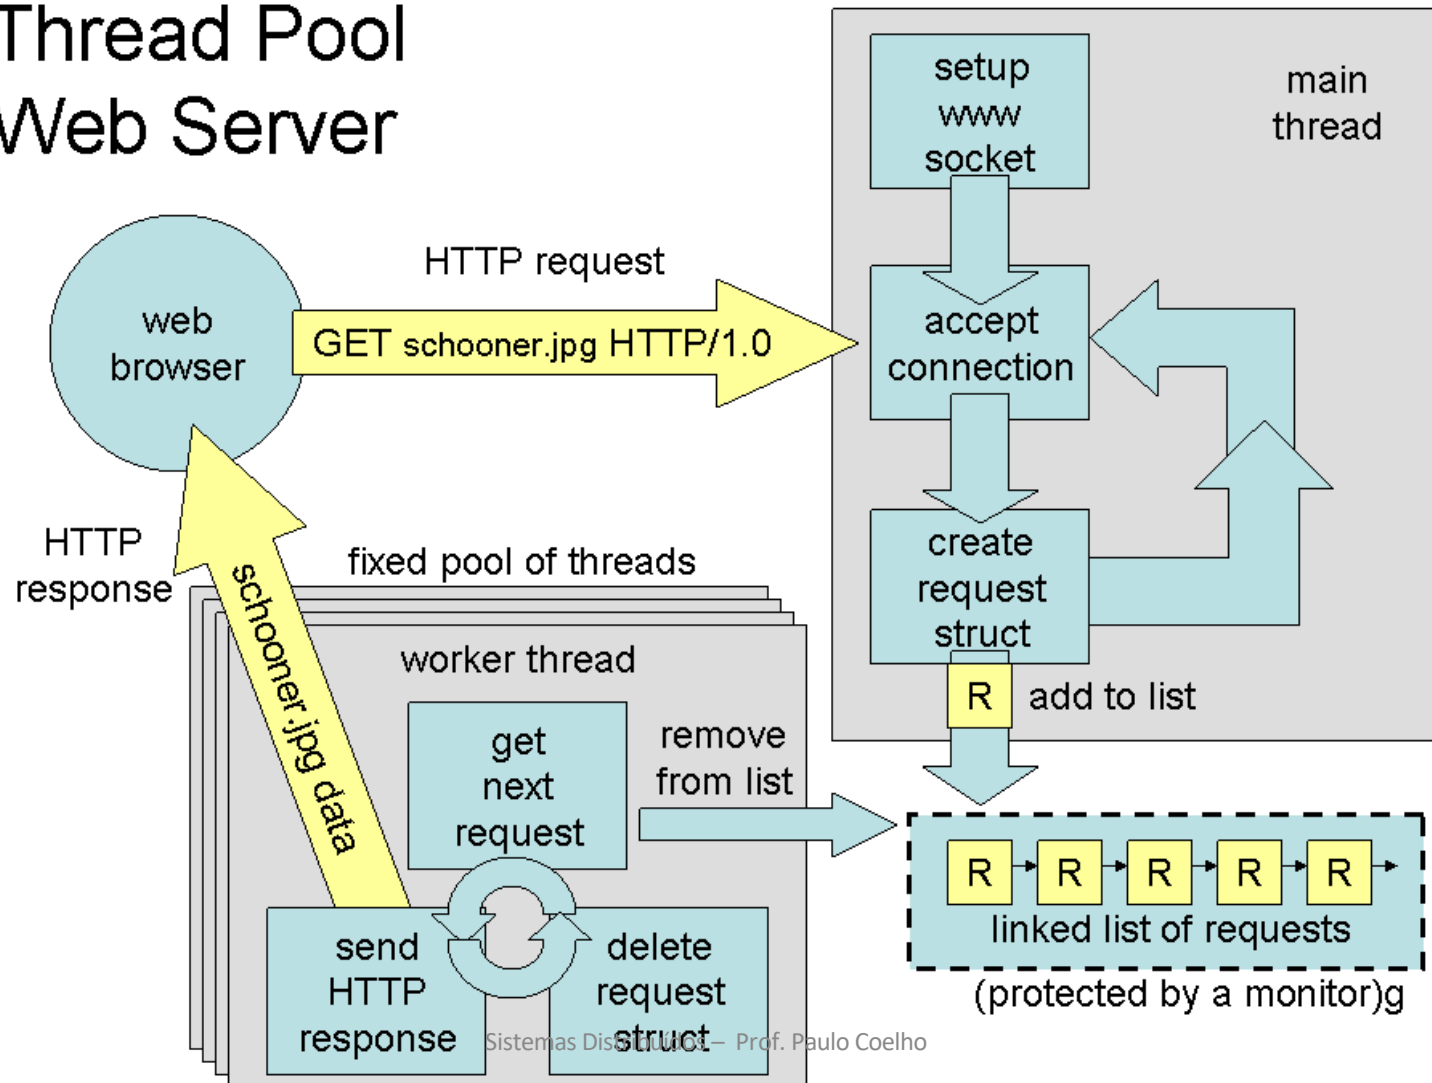 Thread Pool
Web Server
setup
www
socket
main
thread
HTTP request
web
browser
GET schooner.jpg HTTP/1.0
accept
connection
HTTP
response
schooner.jpg data
fixed pool of threads
create
request
struct
worker thread
R
add to list
get
next
request
remove
from list
R
R
R
R
R
linked list of requests
(protected by a monitor)g
send
HTTP
response
delete
request
struct
Sistemas Distribuídos – Prof. Paulo Coelho